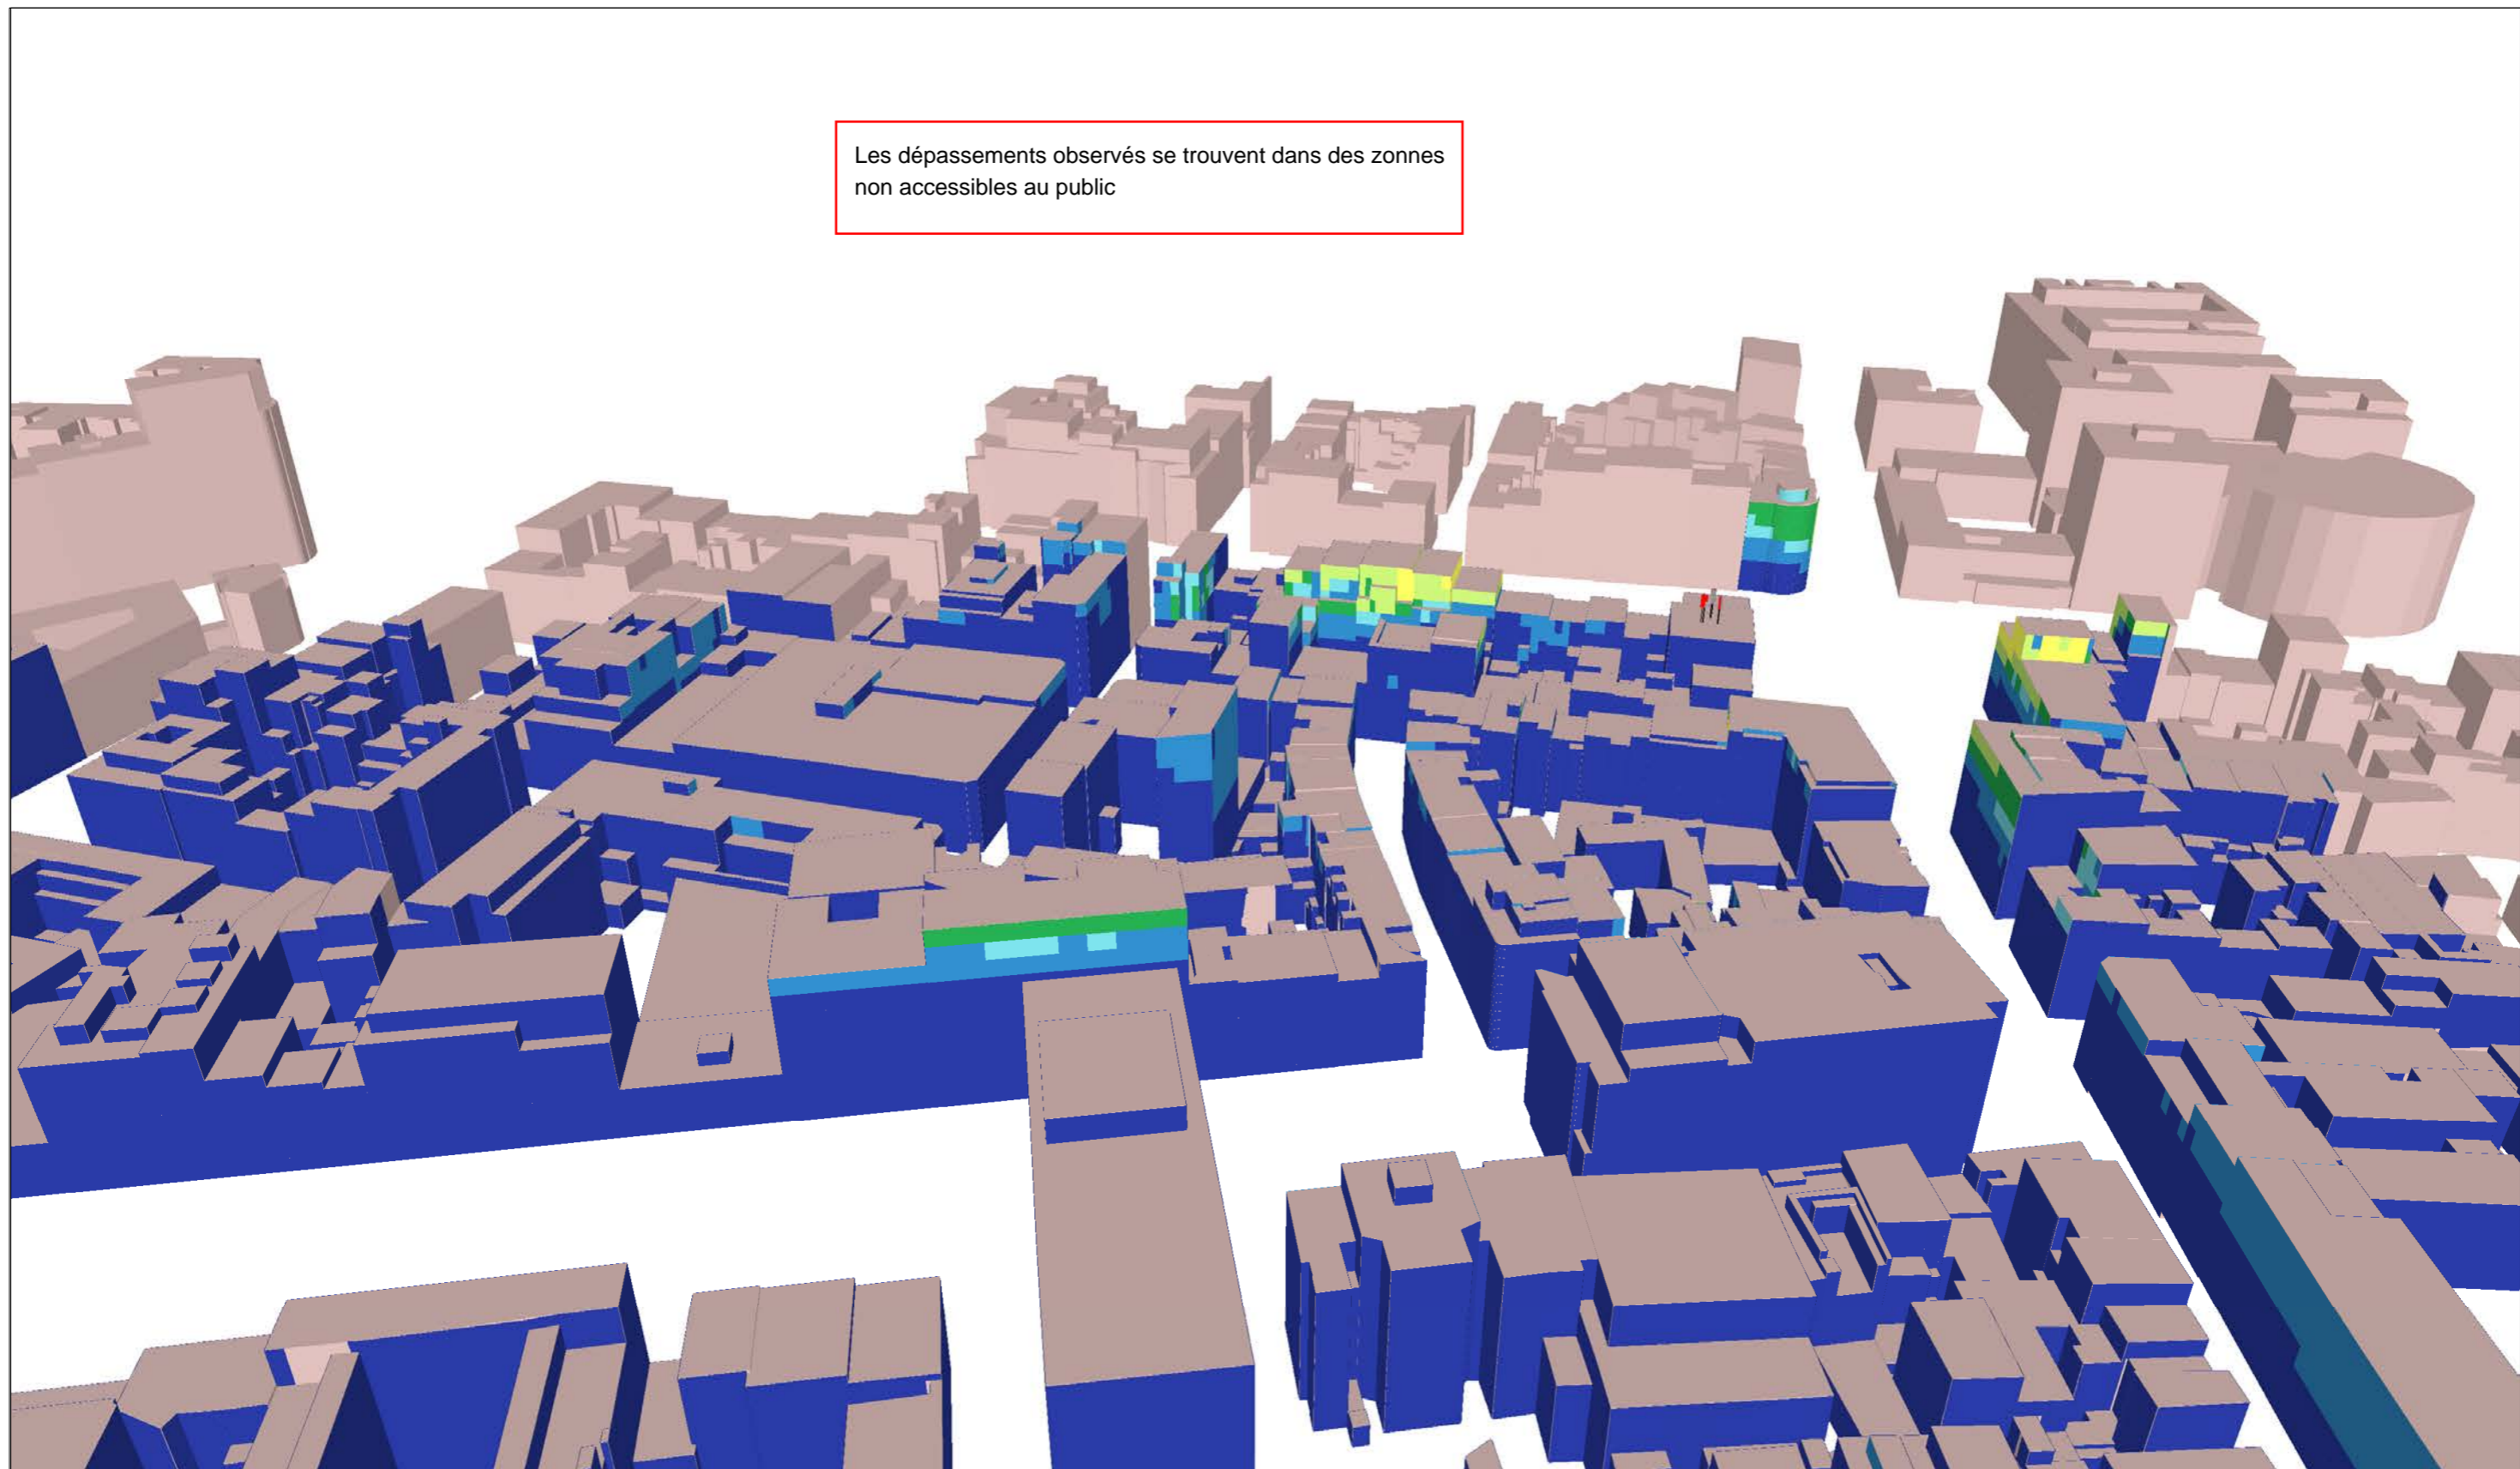 Les dépassements observés se trouvent dans des zonnes
non accessibles au public